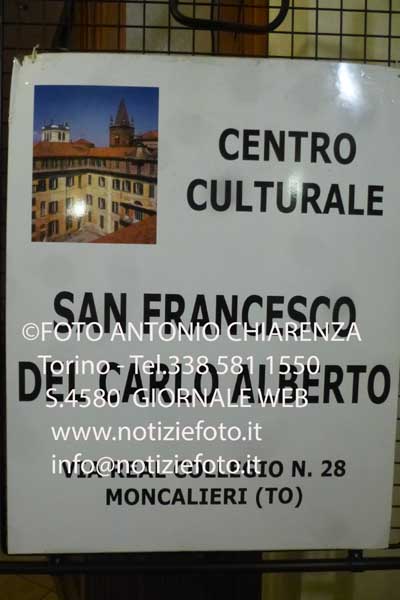 CENTRO
CULTURALE
SAN FRANCESCO
©FOTO ANTONIO CHIARENZA
Torino - Tel.338 581 1550
DEL CARLO ALBERTO
S.4580 GIORNALE WEB
www.notiziefoto.it
info@notiziefoto.it
VIA REAL COLLEGIO N. 28
MONCALIERI (TO)